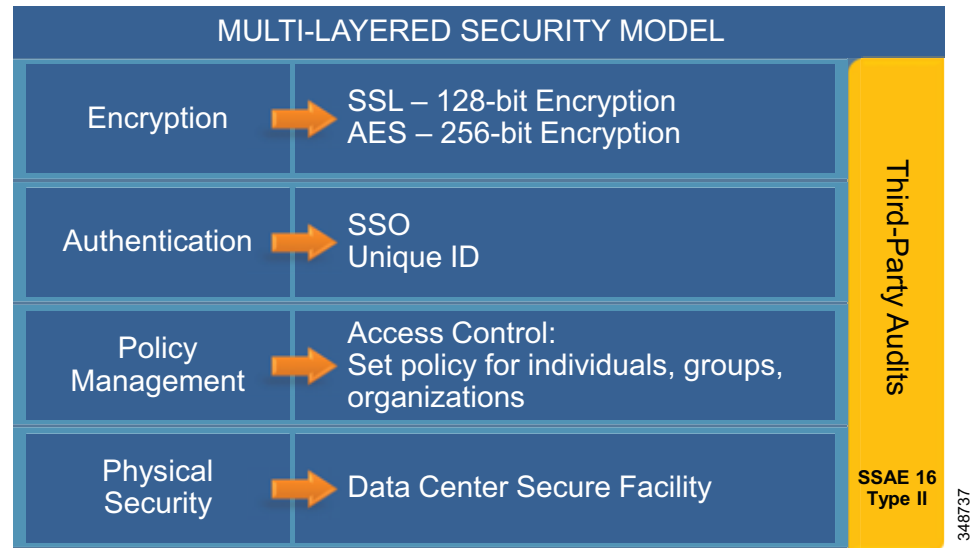 MULTI-LAYERED SECURITY MODEL
Encryption
SSL – 128-bit Encryption
AES – 256-bit Encryption
Authentication
SSO
Unique ID
Policy
Management
Access Control:
Set policy for individuals, groups,
organizations
Physical
Security
Data Center Secure Facility
Third-Party Audits
SSAE 16
Type II
348737